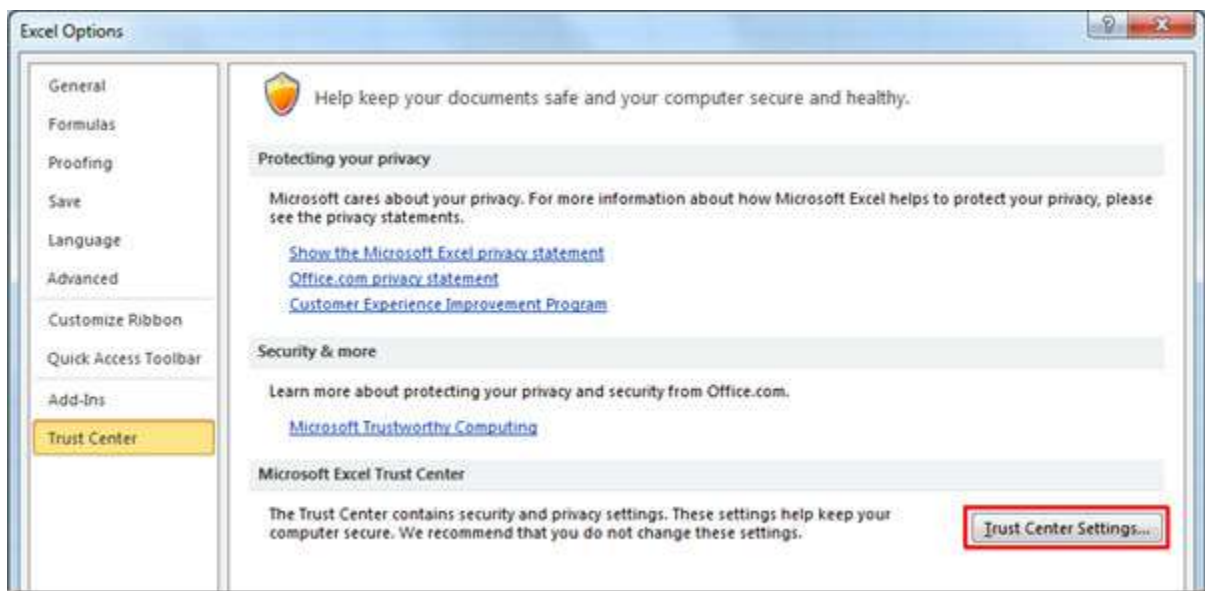 Excel Options
General
Formulas
Proofing
Save
Language
Advanced
Customize Ribbon
Quick Access Toolbar
Add-Ins
Trust Center
Help keep your documents safe and your computer secure and healthy.
Protecting your privacy
Microsoft cares about your privacy. For more information about how Microsoft Excel helps to protect your privacy, please
see the privacy statements.
Show the Microsoft Excel privacy statement
Office.com privacy statement
Customer Experience Improvement Program
Security & more
Learn more about protecting your privacy and security from Office.com.
Microsoft Trustworthy Computing
Microsoft Excel Trust Center
The Trust Center contains security and privacy settings. These settings help keep your
computer secure. We recommend that you do not change these settings.
Trust Center Settings...